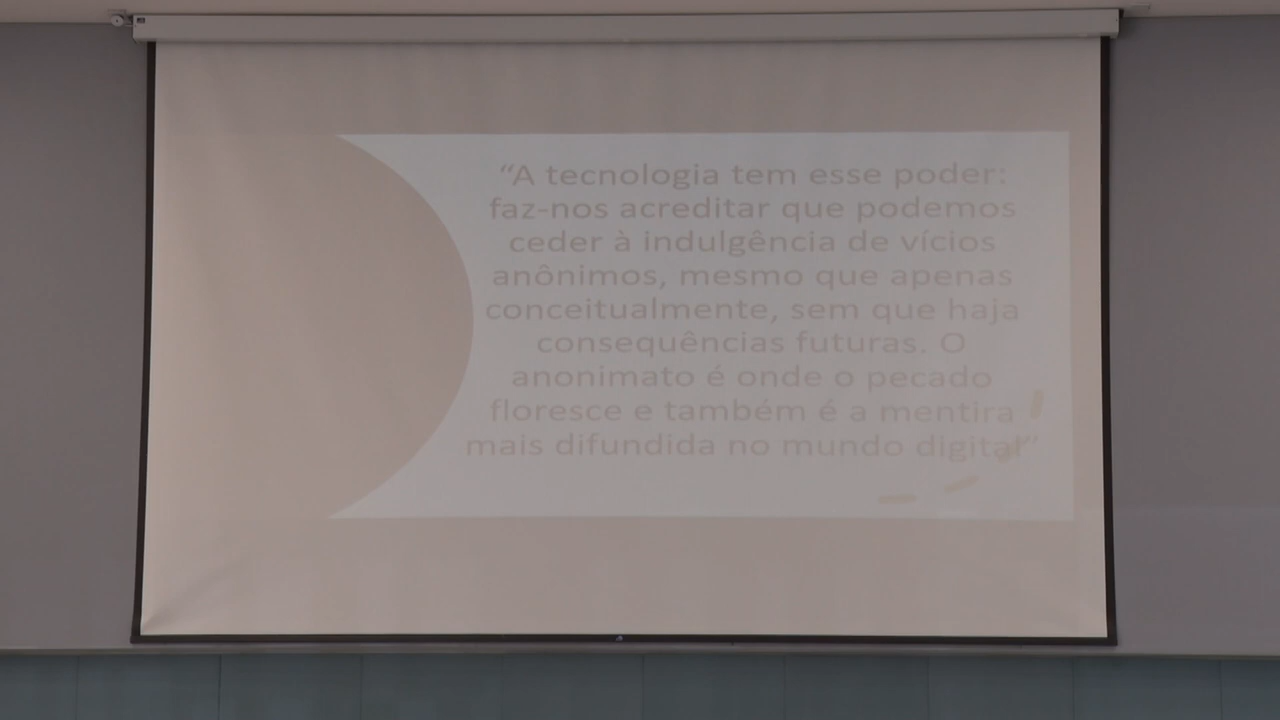 “A tecnologia tem esse poder:
faz-nos acreditar que podemos
ceder à indulgência de vícios
anônimos, mesmo que apenas
conceitualmente, sem que haja
consequências futuras. O
anonimato é onde o pecado
floresce e também é a mentira
mais difundida no mundo digital”